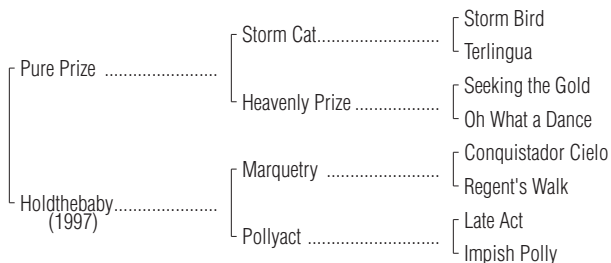 Storm Bird
Storm Cat
Terlingua
Pure Prize
Seeking the Gold
Heavenly Prize
Oh What a Dance
Conquistador Cielo
Marquetry
Regent's Walk
Holdthebaby
(1997)
Late Act
Pollyact
Impish Polly